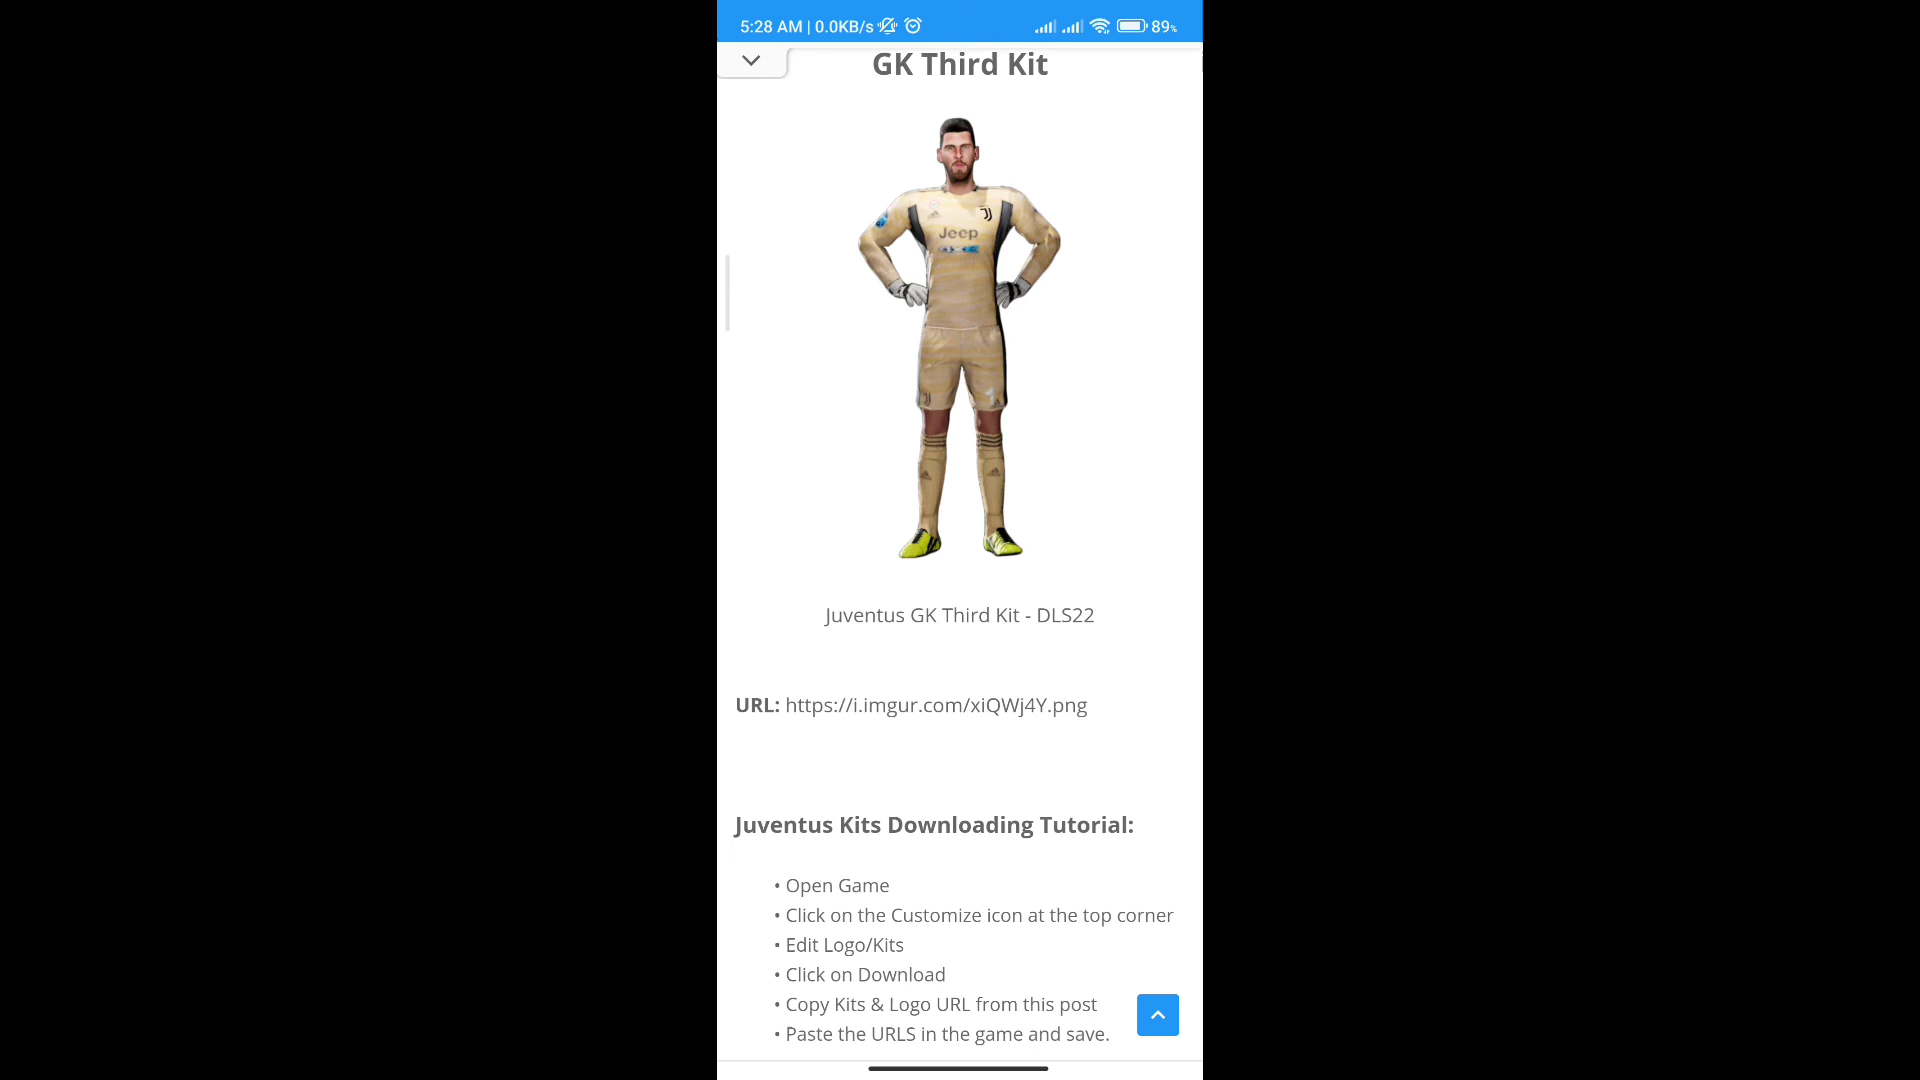 5:28 AM | 0.0KB/s
89%
GK Third Kit
Jeep
4xe
1
Juventus GK Third Kit - DLS22
URL: https://i.imgur.com/xiQWj4Y.png
Juventus Kits Downloading Tutorial:
• Open Game
• Click on the Customize icon at the top corner
• Edit Logo/Kits
• Click on Download
• Copy Kits & Logo URL from this post
• Paste the URLS in the game and save.